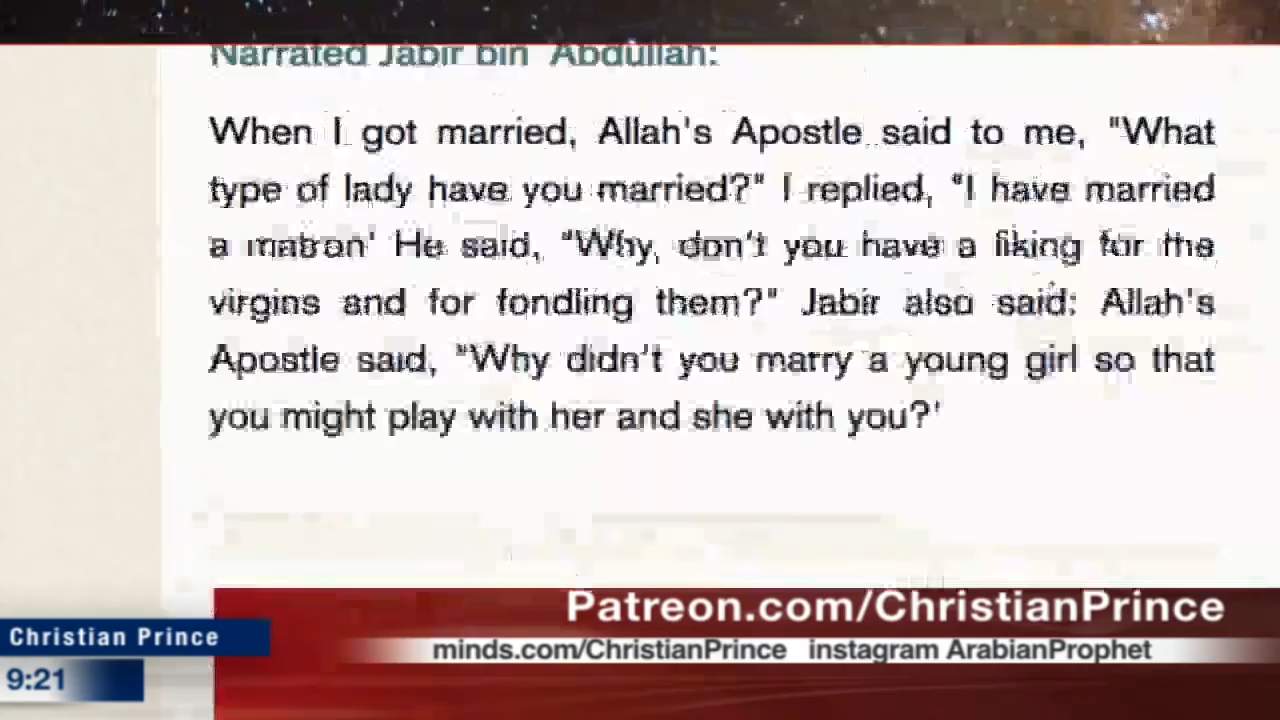 Narrated Jabir bin Abdullah:
When I got married, Allah's Apostle said to me, "What
type of lady have you married?" I replied, "I have married
a matron' He said, "Why, don't you have a liking for the
virgins and for fondling them?" Jabir also said: Allah's
Apostle said, "Why didn't you marry a young girl so that
you might play with her and she with you?'
Patreon.com/ChristianPrince
Christian Prince
minds.com/ChristianPrince instagram ArabianProphet
9:21